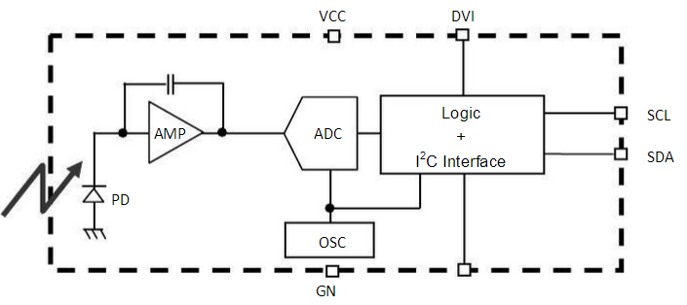 VCC
DVI
AMP
ADC
Logic
+
I²C Interface
SCL
SDA
PD
OSC
GN